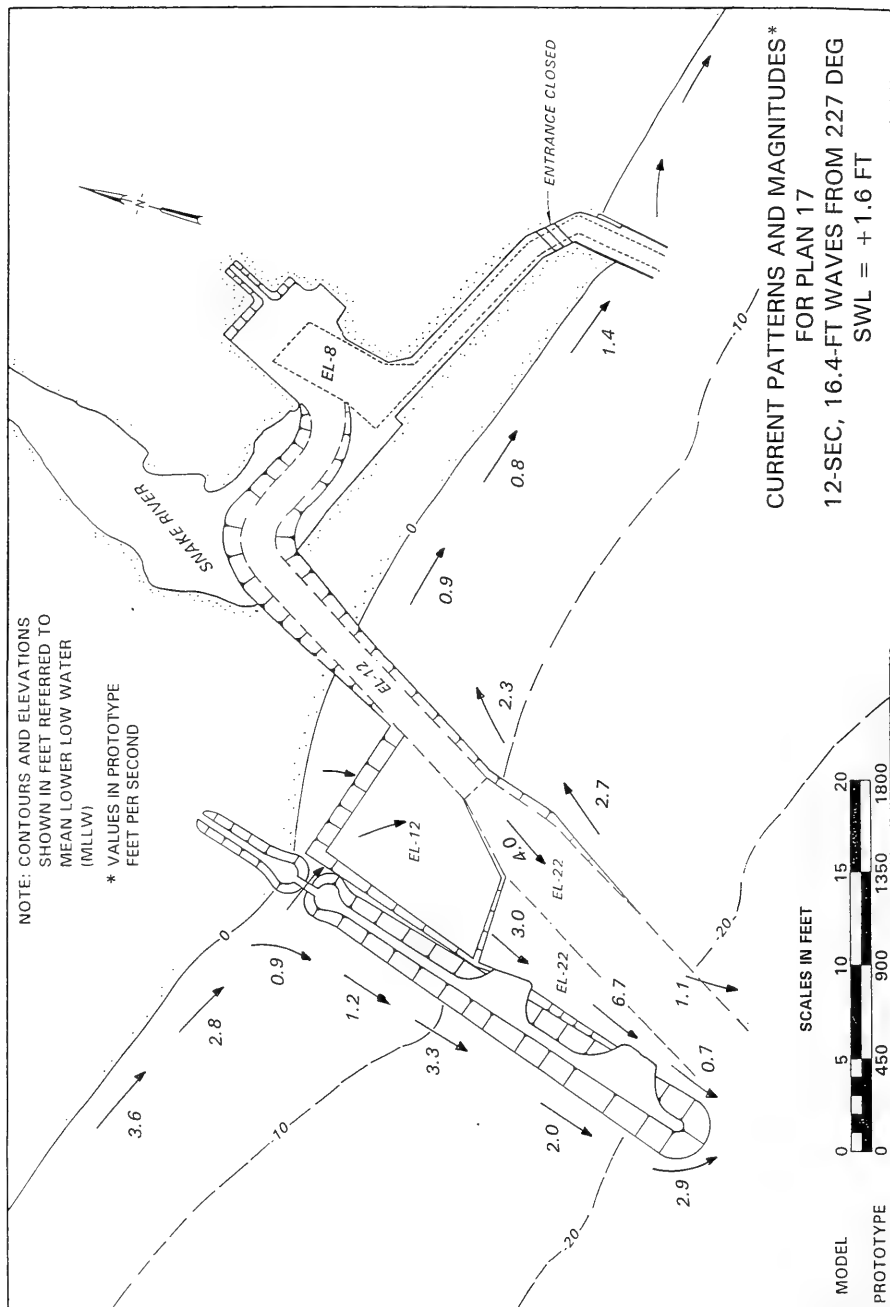 NOTE: CONTOURS AND ELEVATIONS
SHOWN IN FEET REFERRED TO
MEAN LOWER LOW WATER
(MLLW)
* VALUES IN PROTOTYPE
FEET PER SECOND
-N-
SNAKE RIVER
EL-8
ENTRANCE CLOSED
EL-12
EL-12
EL-22
EL-22
0
0
-10
-10
-20
-20
3.6
2.8
0.9
1.2
3.3
2.0
2.9
0.7
6.7
3.0
4.0
1.1
2.7
2.3
0.9
0.8
1.4
CURRENT PATTERNS AND MAGNITUDES*
FOR PLAN 17
12-SEC, 16.4-FT WAVES FROM 227 DEG
SWL = +1.6 FT
SCALES IN FEET
MODEL 0 5 10 15 20
PROTOTYPE 0 450 900 1350 1800